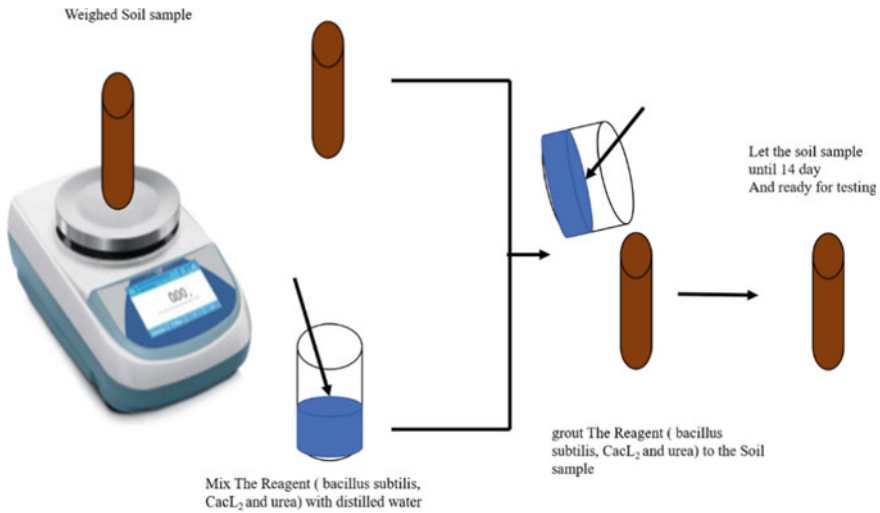 Weighed Soil sample
000
Let the soil sample
until 14 day
And ready for testing
grout The Reagent ( bacillus
subtilis, CacL₂ and urea) to the Soil
sample
Mix The Reagent ( bacillus subtilis,
CacL₂ and urea) with distilled water